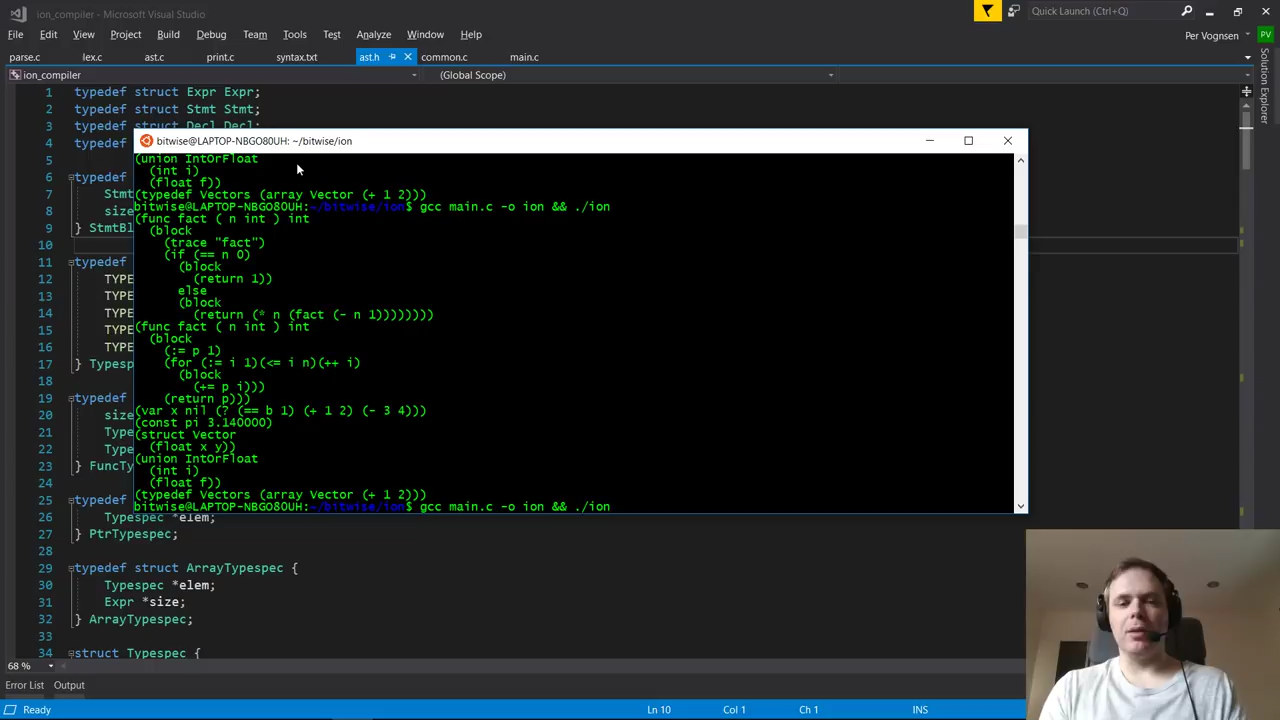 ion_compiler - Microsoft Visual Studio
Quick Launch (Ctrl+Q)
File Edit View Project Build Debug Team Tools Test Analyze Window Help
Per Vognsen
PV
parse.c lex.c ast.c print.c syntax.txt ast.h common.c main.c
ion_compiler
(Global Scope)
Solution Explorer
1 typedef struct Expr Expr;
2 typedef struct Stmt Stmt;
3 typedef struct Decl Decl;
4 typedef
5
6 typedef
7 Stmt
8 size
9 } StmtBl
10
11 typedef
12 TYPE
13 TYPE
14 TYPE
15 TYPE
16 TYPE
17 } Typesp
18
19 typedef
20 size
21 Type
22 Type
23 } FuncTy
24
25 typedef
26 Typespec *elem;
27 } PtrTypespec;
28
29 typedef struct ArrayTypespec {
30 Typespec *elem;
31 Expr *size;
32 } ArrayTypespec;
33
34 struct Typespec {
bitwise@LAPTOP-NBGO80UH: ~/bitwise/ion
(union IntOrFloat
(int i)
(float f))
(typedef Vectors (array Vector (+ 1 2)))
bitwise@LAPTOP-NBGO80UH:~/bitwise/ion$ gcc main.c -o ion && ./ion
(func fact ( n int ) int
(block
(trace "fact")
(if (== n 0)
(block
(return 1))
else
(block
(return (* n (fact (- n 1))))))))
(func fact ( n int ) int
(block
(:= p 1)
(for (:= i 1)(<= i n)(++ i)
(block
(+= p i)))
(return p)))
(var x nil (? (== b 1) (+ 1 2) (- 3 4)))
(const pi 3.140000)
(struct Vector
(float x y))
(union IntOrFloat
(int i)
(float f))
(typedef Vectors (array Vector (+ 1 2)))
bitwise@LAPTOP-NBGO80UH:~/bitwise/ion$ gcc main.c -o ion && ./ion
68 %
Error List Output
Ready
Ln 10 Col 1 Ch 1 INS